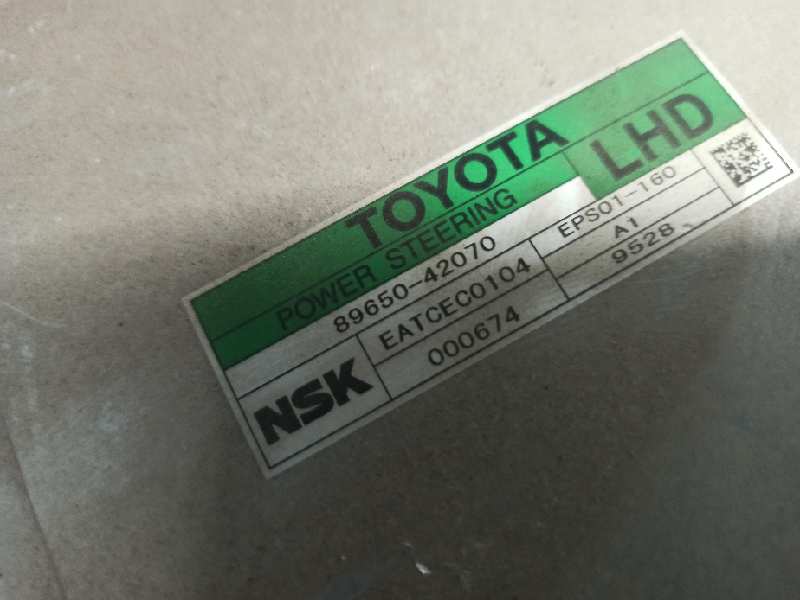 TOYOTA
LHD
POWER STEERING
89650-42070
EPS01-160
NSK
EATCEC0104
A1
000674
9528